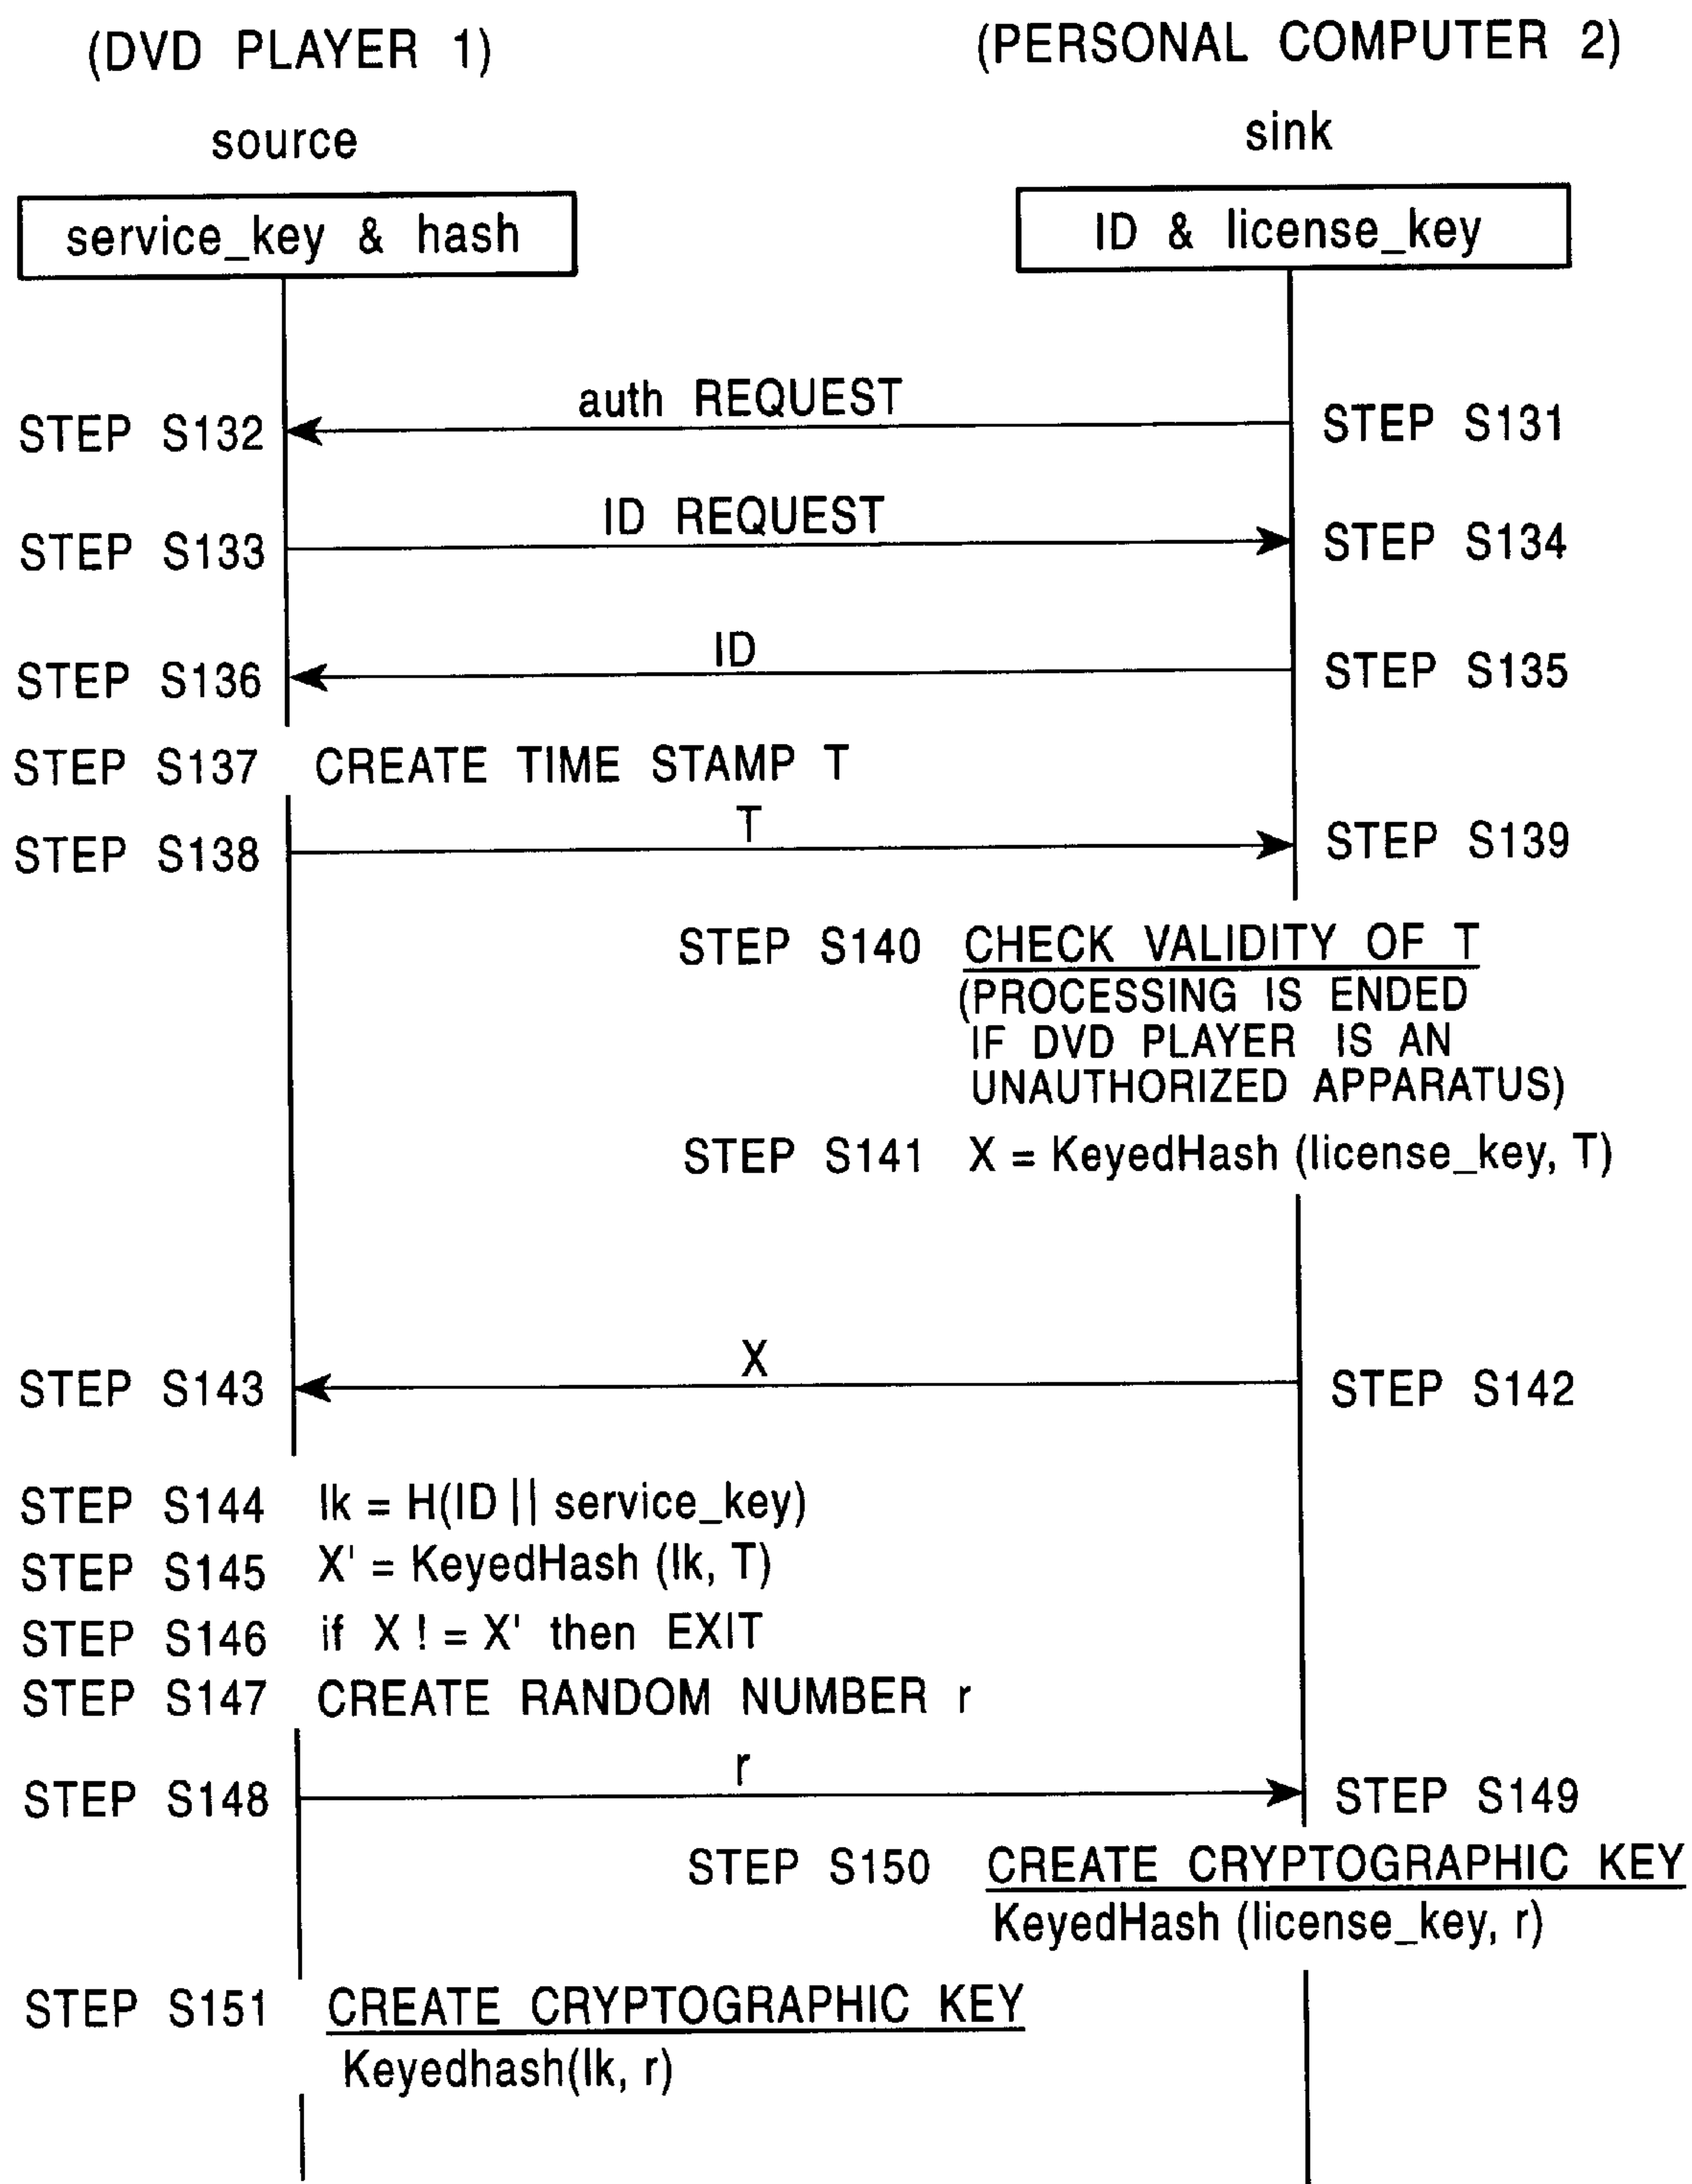 (DVD PLAYER 1)
(PERSONAL COMPUTER 2)
source
sink
service_key & hash
ID & license_key
auth REQUEST
STEP S132
STEP S131
ID REQUEST
STEP S133
STEP S134
ID
STEP S136
STEP S135
STEP S137 CREATE TIME STAMP T
T
STEP S138
STEP S139
STEP S140 CHECK VALIDITY OF T
(PROCESSING IS ENDED
IF DVD PLAYER IS AN
UNAUTHORIZED APPARATUS)
STEP S141 X = KeyedHash (license_key, T)
X
STEP S143
STEP S142
STEP S144 lk = H(ID || service_key)
STEP S145 X' = KeyedHash (lk, T)
STEP S146 if X ! = X' then EXIT
STEP S147 CREATE RANDOM NUMBER r
r
STEP S148
STEP S149
STEP S150 CREATE CRYPTOGRAPHIC KEY
KeyedHash (license_key, r)
STEP S151 CREATE CRYPTOGRAPHIC KEY
Keyedhash(lk, r)